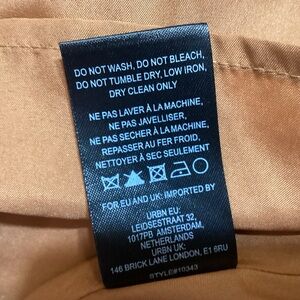 DO NOT WASH, DO NOT BLEACH,
DO NOT TUMBLE DRY, LOW IRON,
DRY CLEAN ONLY
NE PAS LAVER À LA MACHINE,
NE PAS JAVELLISER,
NE PAS SECHER À LA MACHINE,
REPASSER AU FER FROID,
NETTOYER À SEC SEULEMENT
FOR EU AND UK: IMPORTED BY
URBN EU:
LEIDSESTRAAT 32,
1017PB AMSTERDAM,
NETHERLANDS
URBN UK:
146 BRICK LANE LONDON, E1 6RU
STYLE#10343